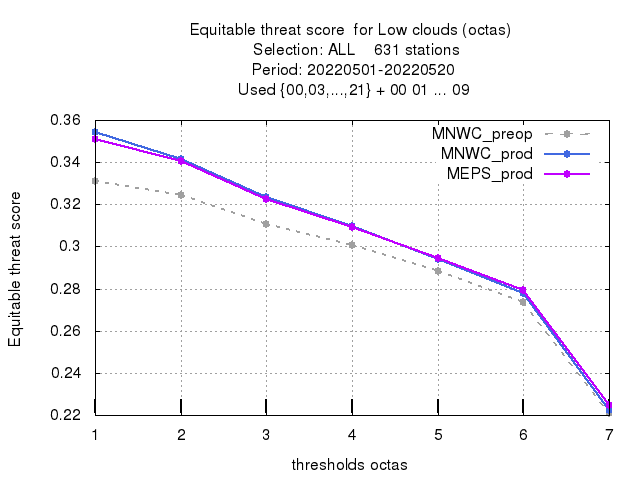 Equitable threat score  for Low clouds (octas)
Selection: ALL    631 stations
Period: 20220501-20220520
Used {00,03,...,21} + 00 01 ... 09
MNWC_preop
MNWC_prod
MEPS_prod
Equitable threat score
0.36
0.34
0.32
0.3
0.28
0.26
0.24
0.22
1 2 3 4 5 6 7
thresholds octas